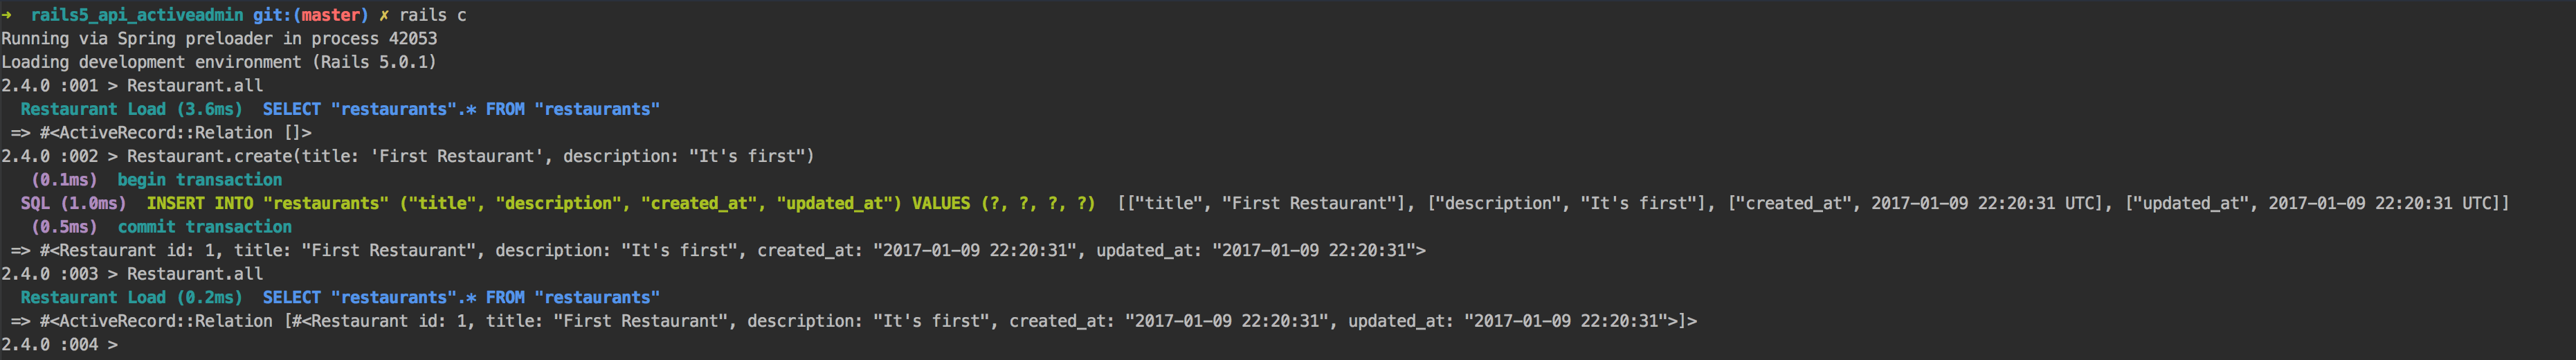 ➜  rails5_api_activeadmin git:(master) ✗ rails c
Running via Spring preloader in process 42053
Loading development environment (Rails 5.0.1)
2.4.0 :001 > Restaurant.all
  Restaurant Load (3.6ms)  SELECT "restaurants".* FROM "restaurants"
 => #<ActiveRecord::Relation []>
2.4.0 :002 > Restaurant.create(title: 'First Restaurant', description: "It's first")
   (0.1ms)  begin transaction
  SQL (1.0ms)  INSERT INTO "restaurants" ("title", "description", "created_at", "updated_at") VALUES (?, ?, ?, ?)  [["title", "First Restaurant"], ["description", "It's first"], ["created_at", 2017-01-09 22:20:31 UTC], ["updated_at", 2017-01-09 22:20:31 UTC]]
   (0.5ms)  commit transaction
 => #<Restaurant id: 1, title: "First Restaurant", description: "It's first", created_at: "2017-01-09 22:20:31", updated_at: "2017-01-09 22:20:31">
2.4.0 :003 > Restaurant.all
  Restaurant Load (0.2ms)  SELECT "restaurants".* FROM "restaurants"
 => #<ActiveRecord::Relation [#<Restaurant id: 1, title: "First Restaurant", description: "It's first", created_at: "2017-01-09 22:20:31", updated_at: "2017-01-09 22:20:31">]>
2.4.0 :004 >